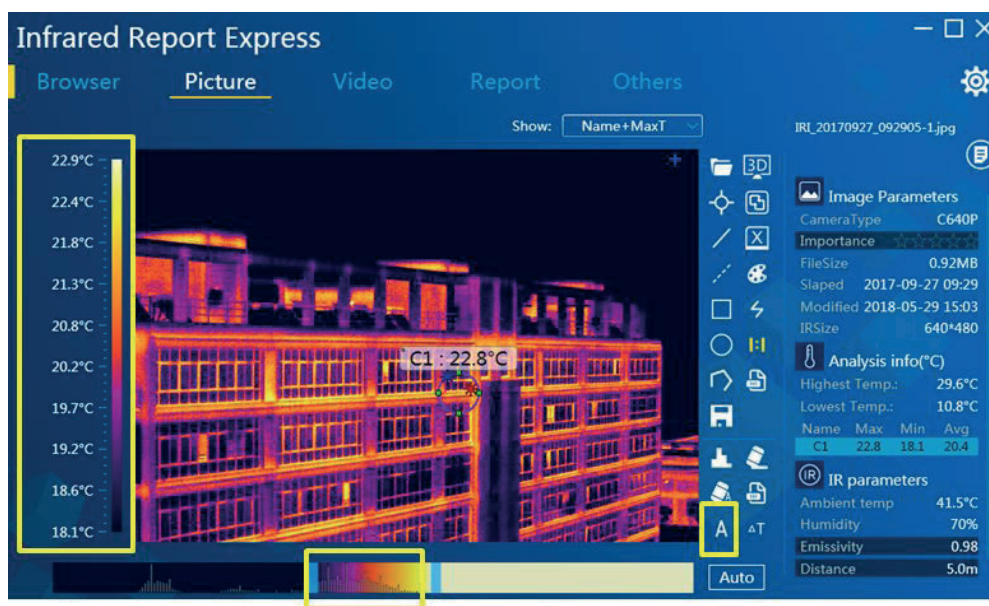 Infrared Report Express
Browser Picture Video Report Others
Show: Name+MaxT
IRI_20170927_092905-1.jpg
22.9°C
22.4°C
21.8°C
21.3°C
20.8°C
20.2°C
19.7°C
19.2°C
18.6°C
18.1°C
C1 : 22.8°C
3D
X
1:1
A ΔT
Auto
Image Parameters
CameraType C640P
Importance
FileSize 0.92MB
Slaped 2017-09-27 09:29
Modified 2018-05-29 15:03
IRSize 640*480
Analysis info(°C)
Highest Temp.: 29.6°C
Lowest Temp.: 10.8°C
Name Max Min Avg
C1 22.8 18.1 20.4
IR IR parameters
Ambient temp 41.5°C
Humidity 70%
Emissivity 0.98
Distance 5.0m